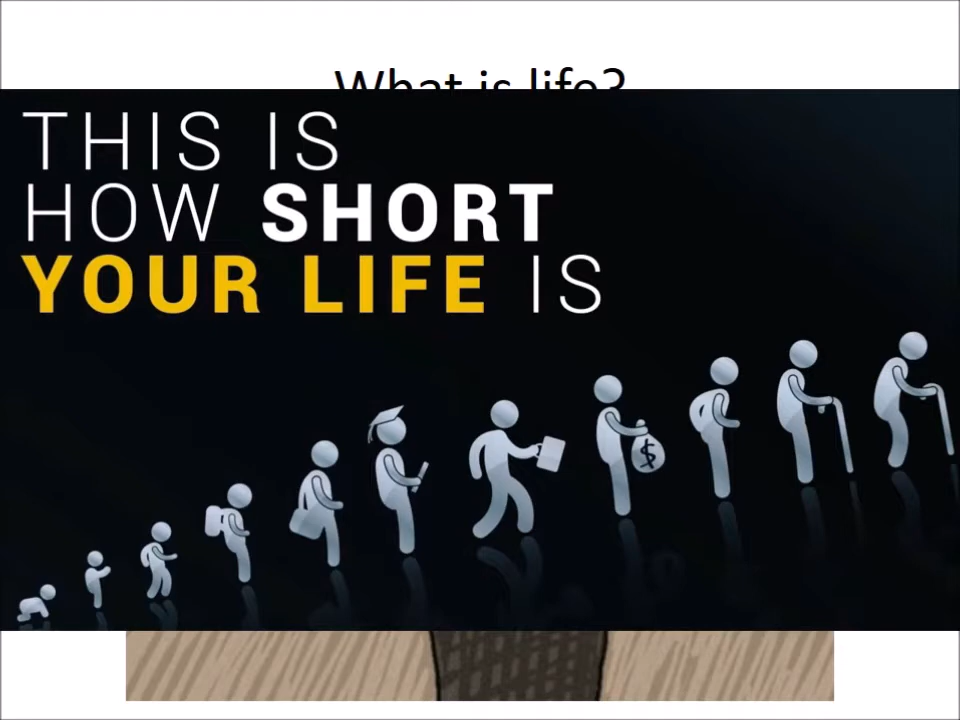 What is life?
THIS IS
HOW SHORT
YOUR LIFE IS
$